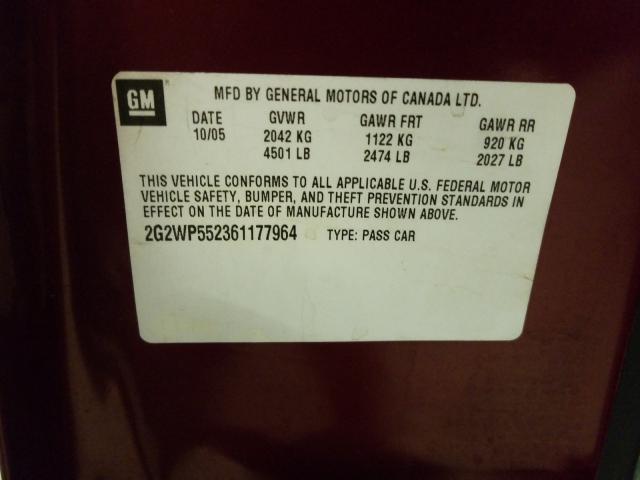 GM
MFD BY GENERAL MOTORS OF CANADA LTD.
DATE GVWR GAWR FRT GAWR RR
10/05 2042 KG 1122 KG 920 KG
4501 LB 2474 LB 2027 LB
THIS VEHICLE CONFORMS TO ALL APPLICABLE U.S. FEDERAL MOTOR
VEHICLE SAFETY, BUMPER, AND THEFT PREVENTION STANDARDS IN
EFFECT ON THE DATE OF MANUFACTURE SHOWN ABOVE.
2G2WP552361177964 TYPE: PASS CAR